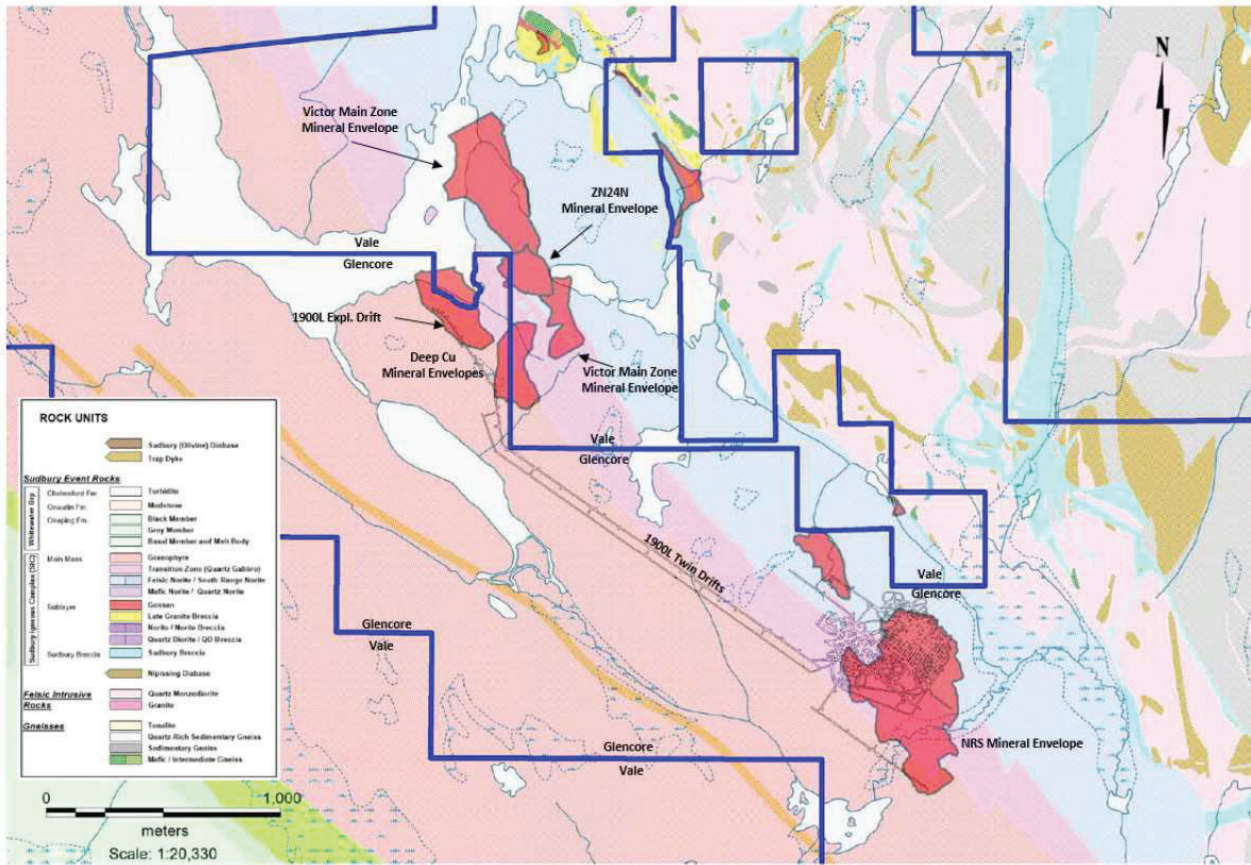 N
Victor Main Zone
Mineral Envelope
ZN24N
Mineral Envelope
Vale
Glencore
1900L Expl. Drift
Deep Cu
Mineral Envelopes
Victor Main Zone
Mineral Envelope
Vale
Glencore
1900L Twin Drifts
Vale
Glencore
Glencore
Vale
NRS Mineral Envelope
Glencore
Vale
ROCK UNITS
Sudbury (Olivine) Diabase
Trap Dyke
Sudbury Event Rocks
Whitewater Grp
Chelmsford Fm
Turbidite
Onwatin Fm
Mudstone
Onaping Fm
Black Member
Grey Member
Basal Member and Melt Body
Sudbury Igneous Complex (SIC)
Main Mass
Granophyre
Transition Zone (Quartz Gabbro)
Felsic Norite / South Range Norite
Mafic Norite / Quartz Norite
Sublayer
Gossan
Late Granite Breccia
Norite / Norite Breccia
Quartz Diorite / QD Breccia
Sudbury Breccia
Sudbury Breccia
Nipissing Diabase
Felsic Intrusive
Rocks
Quartz Monzodiorite
Granite
Gneisses
Tonalite
Quartz Rich Sedimentary Gneiss
Sedimentary Gneiss
Mafic / Intermediate Gneiss
0 1,000
meters
Scale: 1:20,330